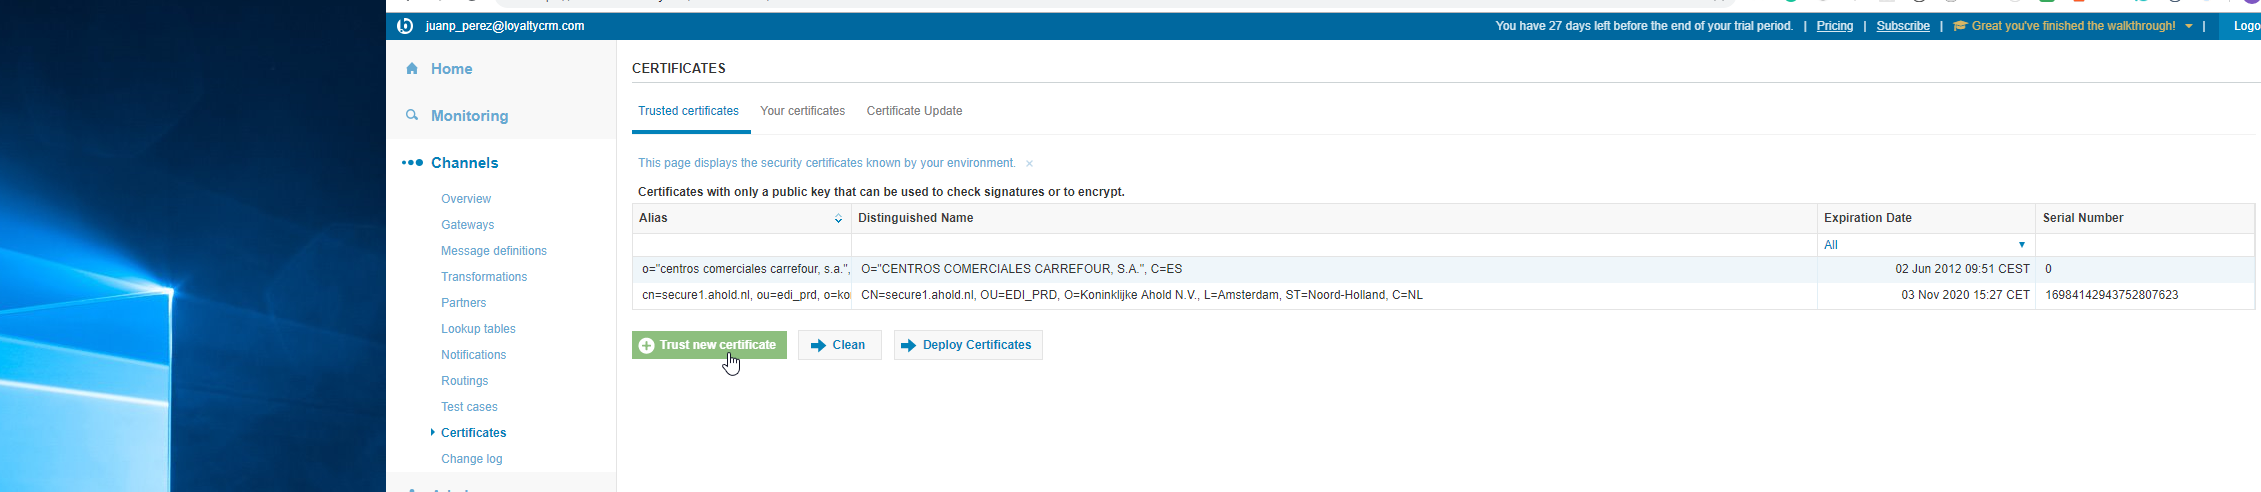 juanp_perez@loyaltycrm.com You have 27 days left before the end of your trial period. | Pricing | Subscribe | Great you've finished the walkthrough! | Logo
Home
Monitoring
Channels
Overview
Gateways
Message definitions
Transformations
Partners
Lookup tables
Notifications
Routings
Test cases
Certificates
Change log
CERTIFICATES
Trusted certificates Your certificates Certificate Update
This page displays the security certificates known by your environment. ×
Certificates with only a public key that can be used to check signatures or to encrypt.
Alias Distinguished Name Expiration Date Serial Number
All
o="centros comerciales carrefour, s.a.", O="CENTROS COMERCIALES CARREFOUR, S.A.", C=ES 02 Jun 2012 09:51 CEST 0
cn=secure1.ahold.nl, ou=edi_prd, o=ko CN=secure1.ahold.nl, OU=EDI_PRD, O=Koninklijke Ahold N.V., L=Amsterdam, ST=Noord-Holland, C=NL 03 Nov 2020 15:27 CET 16984142943752807623
Trust new certificate Clean Deploy Certificates